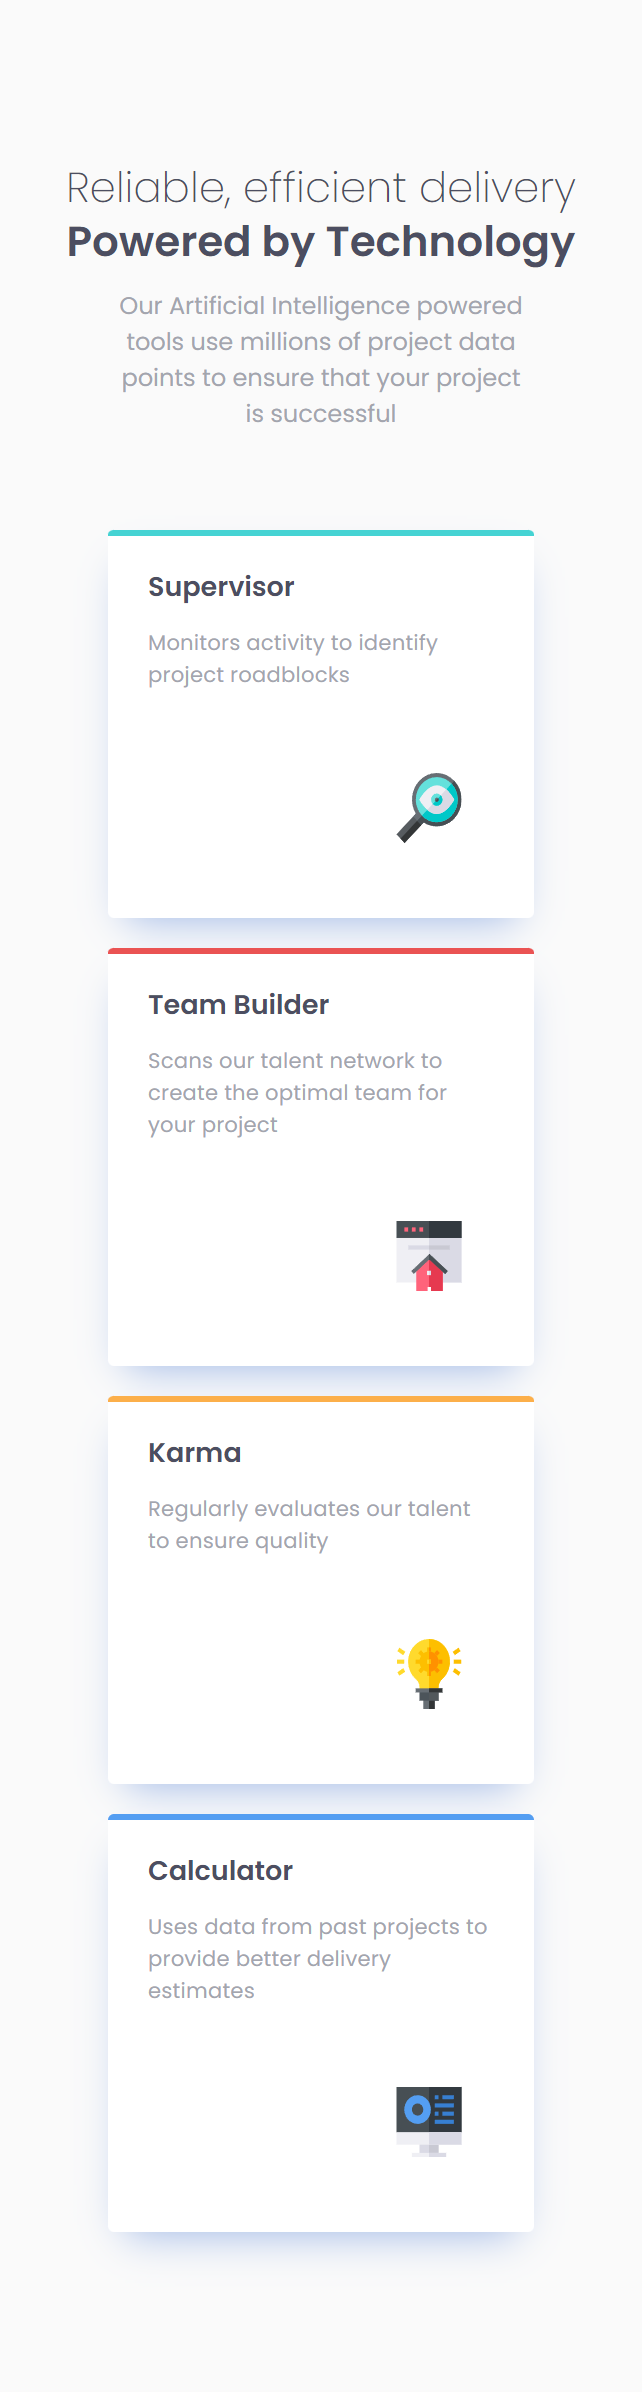 Reliable, efficient delivery
Powered by Technology
Our Artificial Intelligence powered
tools use millions of project data
points to ensure that your project
is successful
Supervisor
Monitors activity to identify
project roadblocks
Team Builder
Scans our talent network to
create the optimal team for
your project
Karma
Regularly evaluates our talent
to ensure quality
Calculator
Uses data from past projects to
provide better delivery
estimates